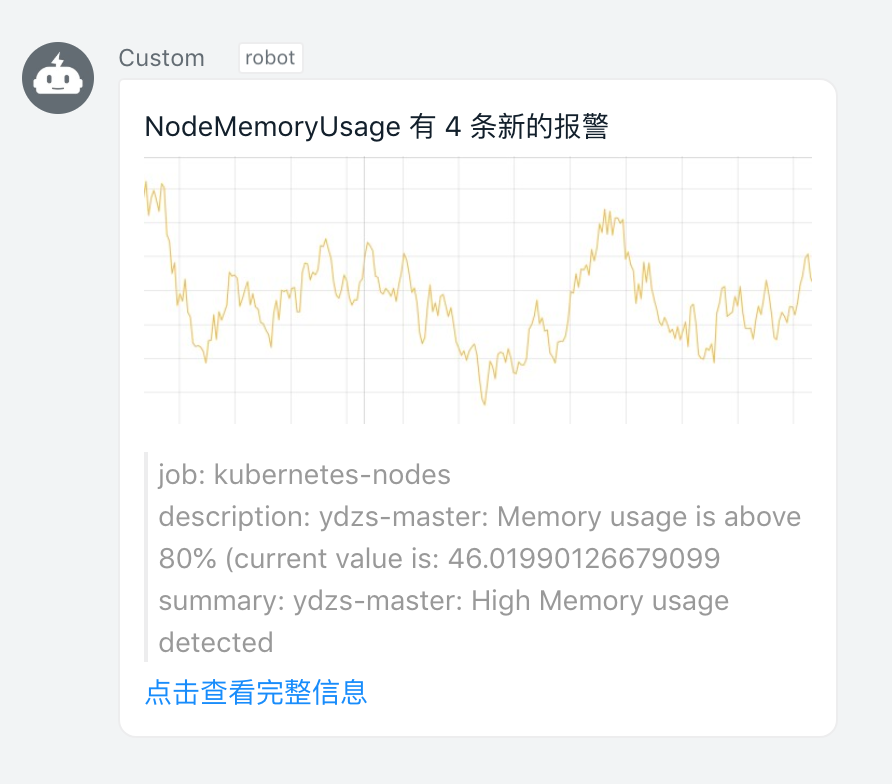 Custom robot
NodeMemoryUsage 有 4 条新的报警
job: kubernetes-nodes
description: ydzs-master: Memory usage is above
80% (current value is: 46.01990126679099
summary: ydzs-master: High Memory usage
detected
点击查看完整信息